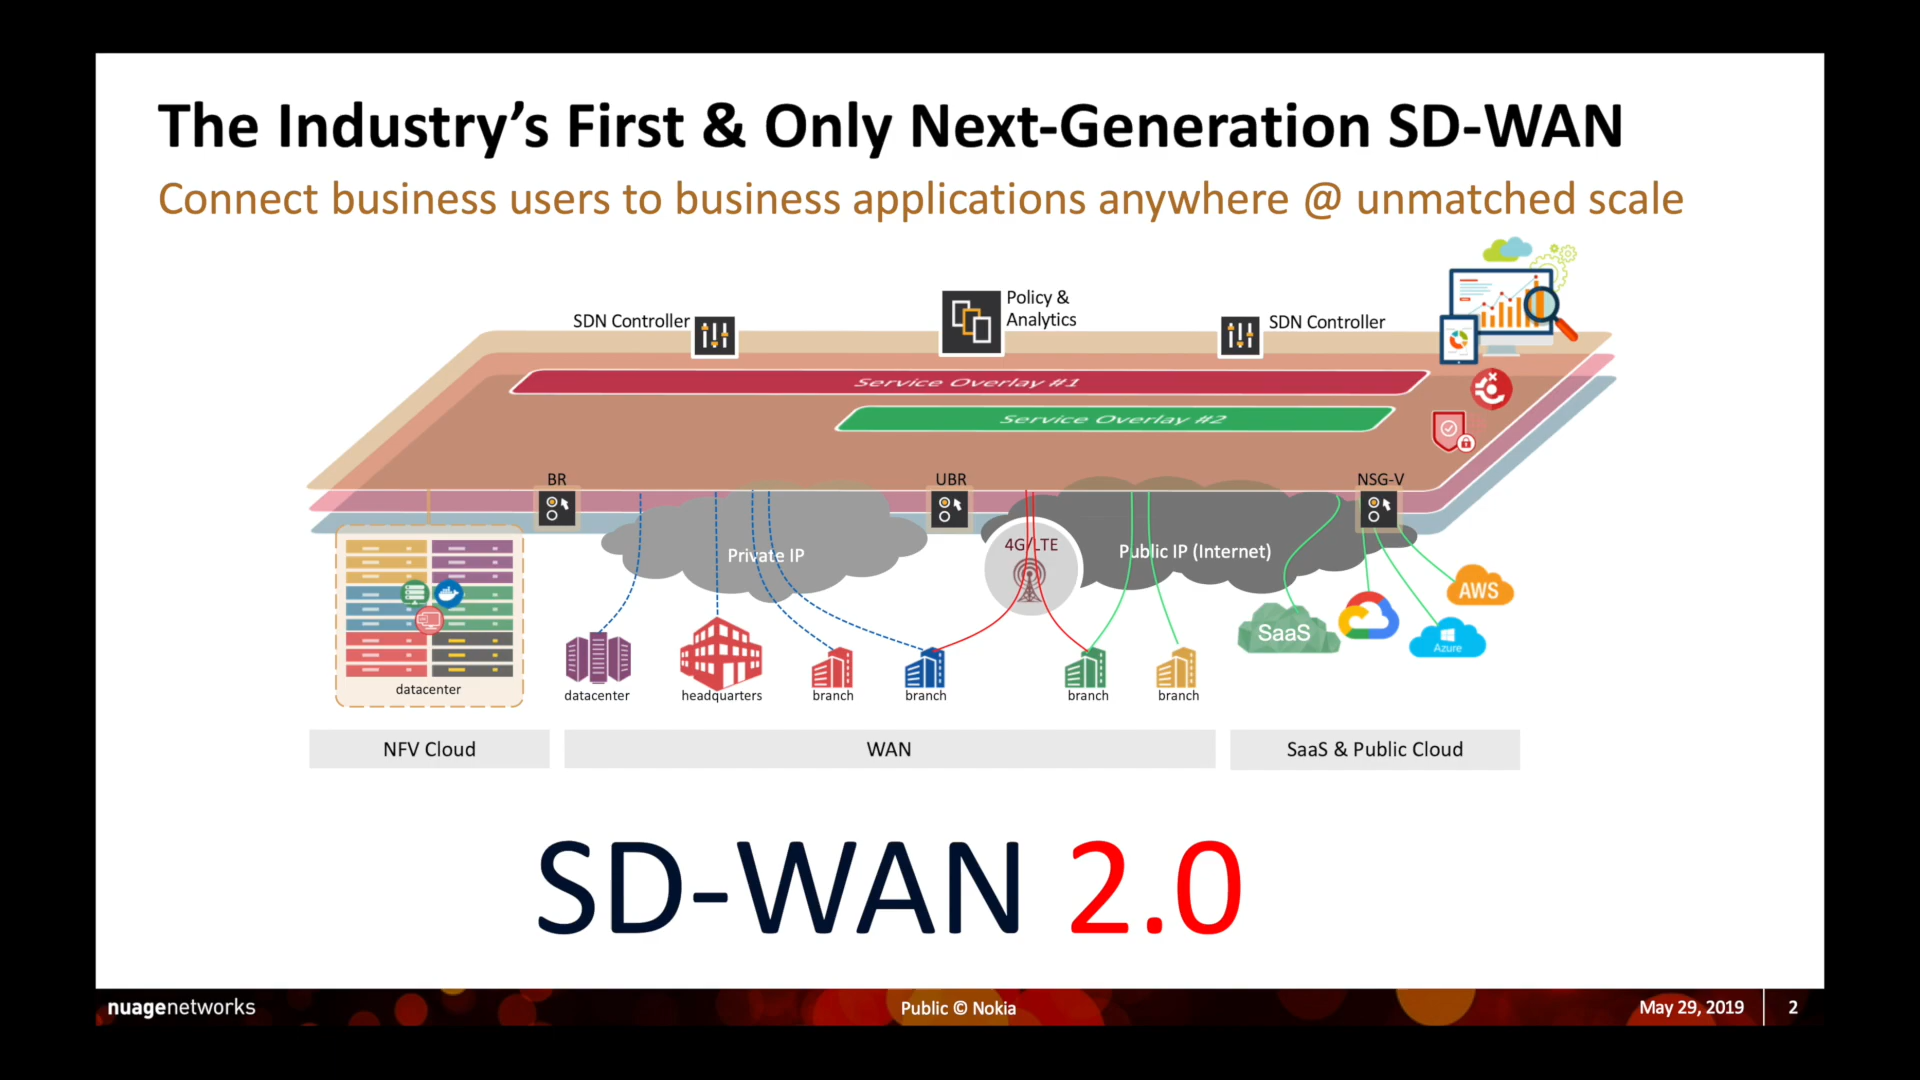 The Industry's First & Only Next-Generation SD-WAN
Connect business users to business applications anywhere @ unmatched scale
SDN Controller
Policy &
Analytics
SDN Controller
Service Overlay #1
Service Overlay #2
BR
UBR
NSG-V
Private IP
4G/LTE
Public IP (Internet)
AWS
SaaS
Azure
datacenter
datacenter
headquarters
branch
branch
branch
branch
NFV Cloud
WAN
SaaS & Public Cloud
SD-WAN 2.0
nuagenetworks
Public © Nokia
May 29, 2019
2